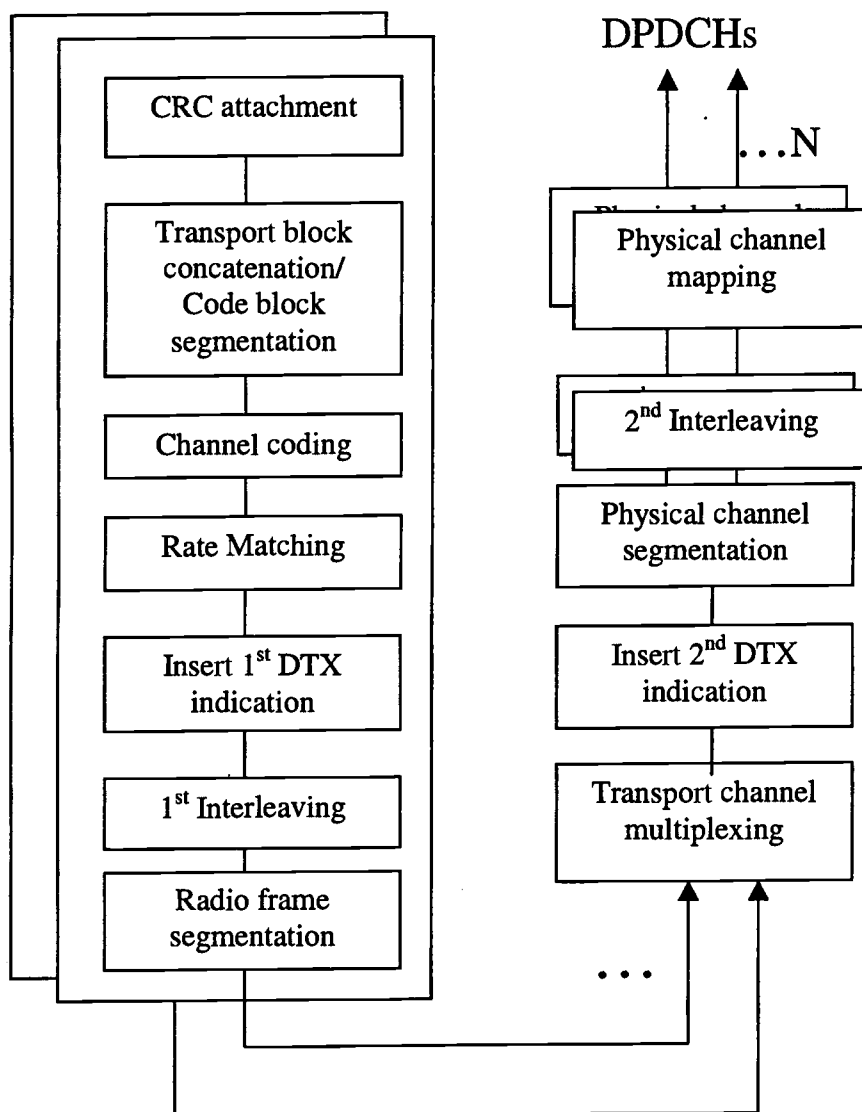 CRC attachment
Transport block
concatenation/
Code block
segmentation
Channel coding
Rate Matching
Insert 1st DTX
indication
1st Interleaving
Radio frame
segmentation
DPDCHs
...N
Physical channel
mapping
2nd Interleaving
Physical channel
segmentation
Insert 2nd DTX
indication
Transport channel
multiplexing
...